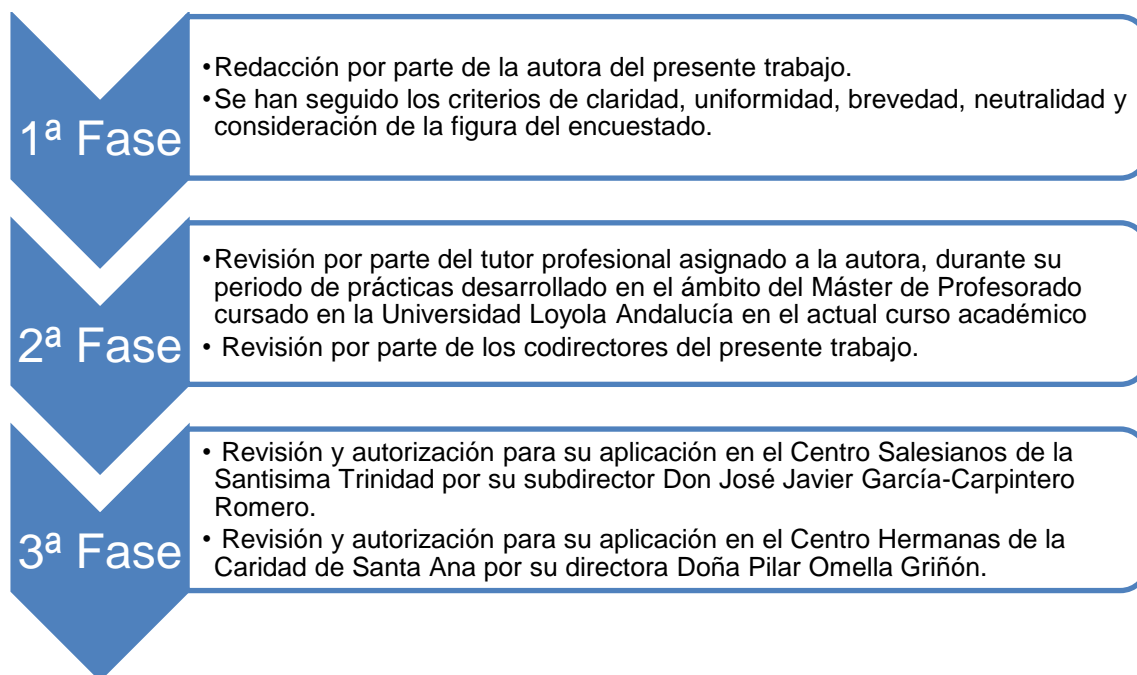 1ª Fase
•Redacción por parte de la autora del presente trabajo.
•Se han seguido los criterios de claridad, uniformidad, brevedad, neutralidad y
consideración de la figura del encuestado.
2ª Fase
•Revisión por parte del tutor profesional asignado a la autora, durante su
periodo de prácticas desarrollado en el ámbito del Máster de Profesorado
cursado en la Universidad Loyola Andalucía en el actual curso académico
• Revisión por parte de los codirectores del presente trabajo.
3ª Fase
• Revisión y autorización para su aplicación en el Centro Salesianos de la
Santisima Trinidad por su subdirector Don José Javier García-Carpintero
Romero.
• Revisión y autorización para su aplicación en el Centro Hermanas de la
Caridad de Santa Ana por su directora Doña Pilar Omella Griñón.